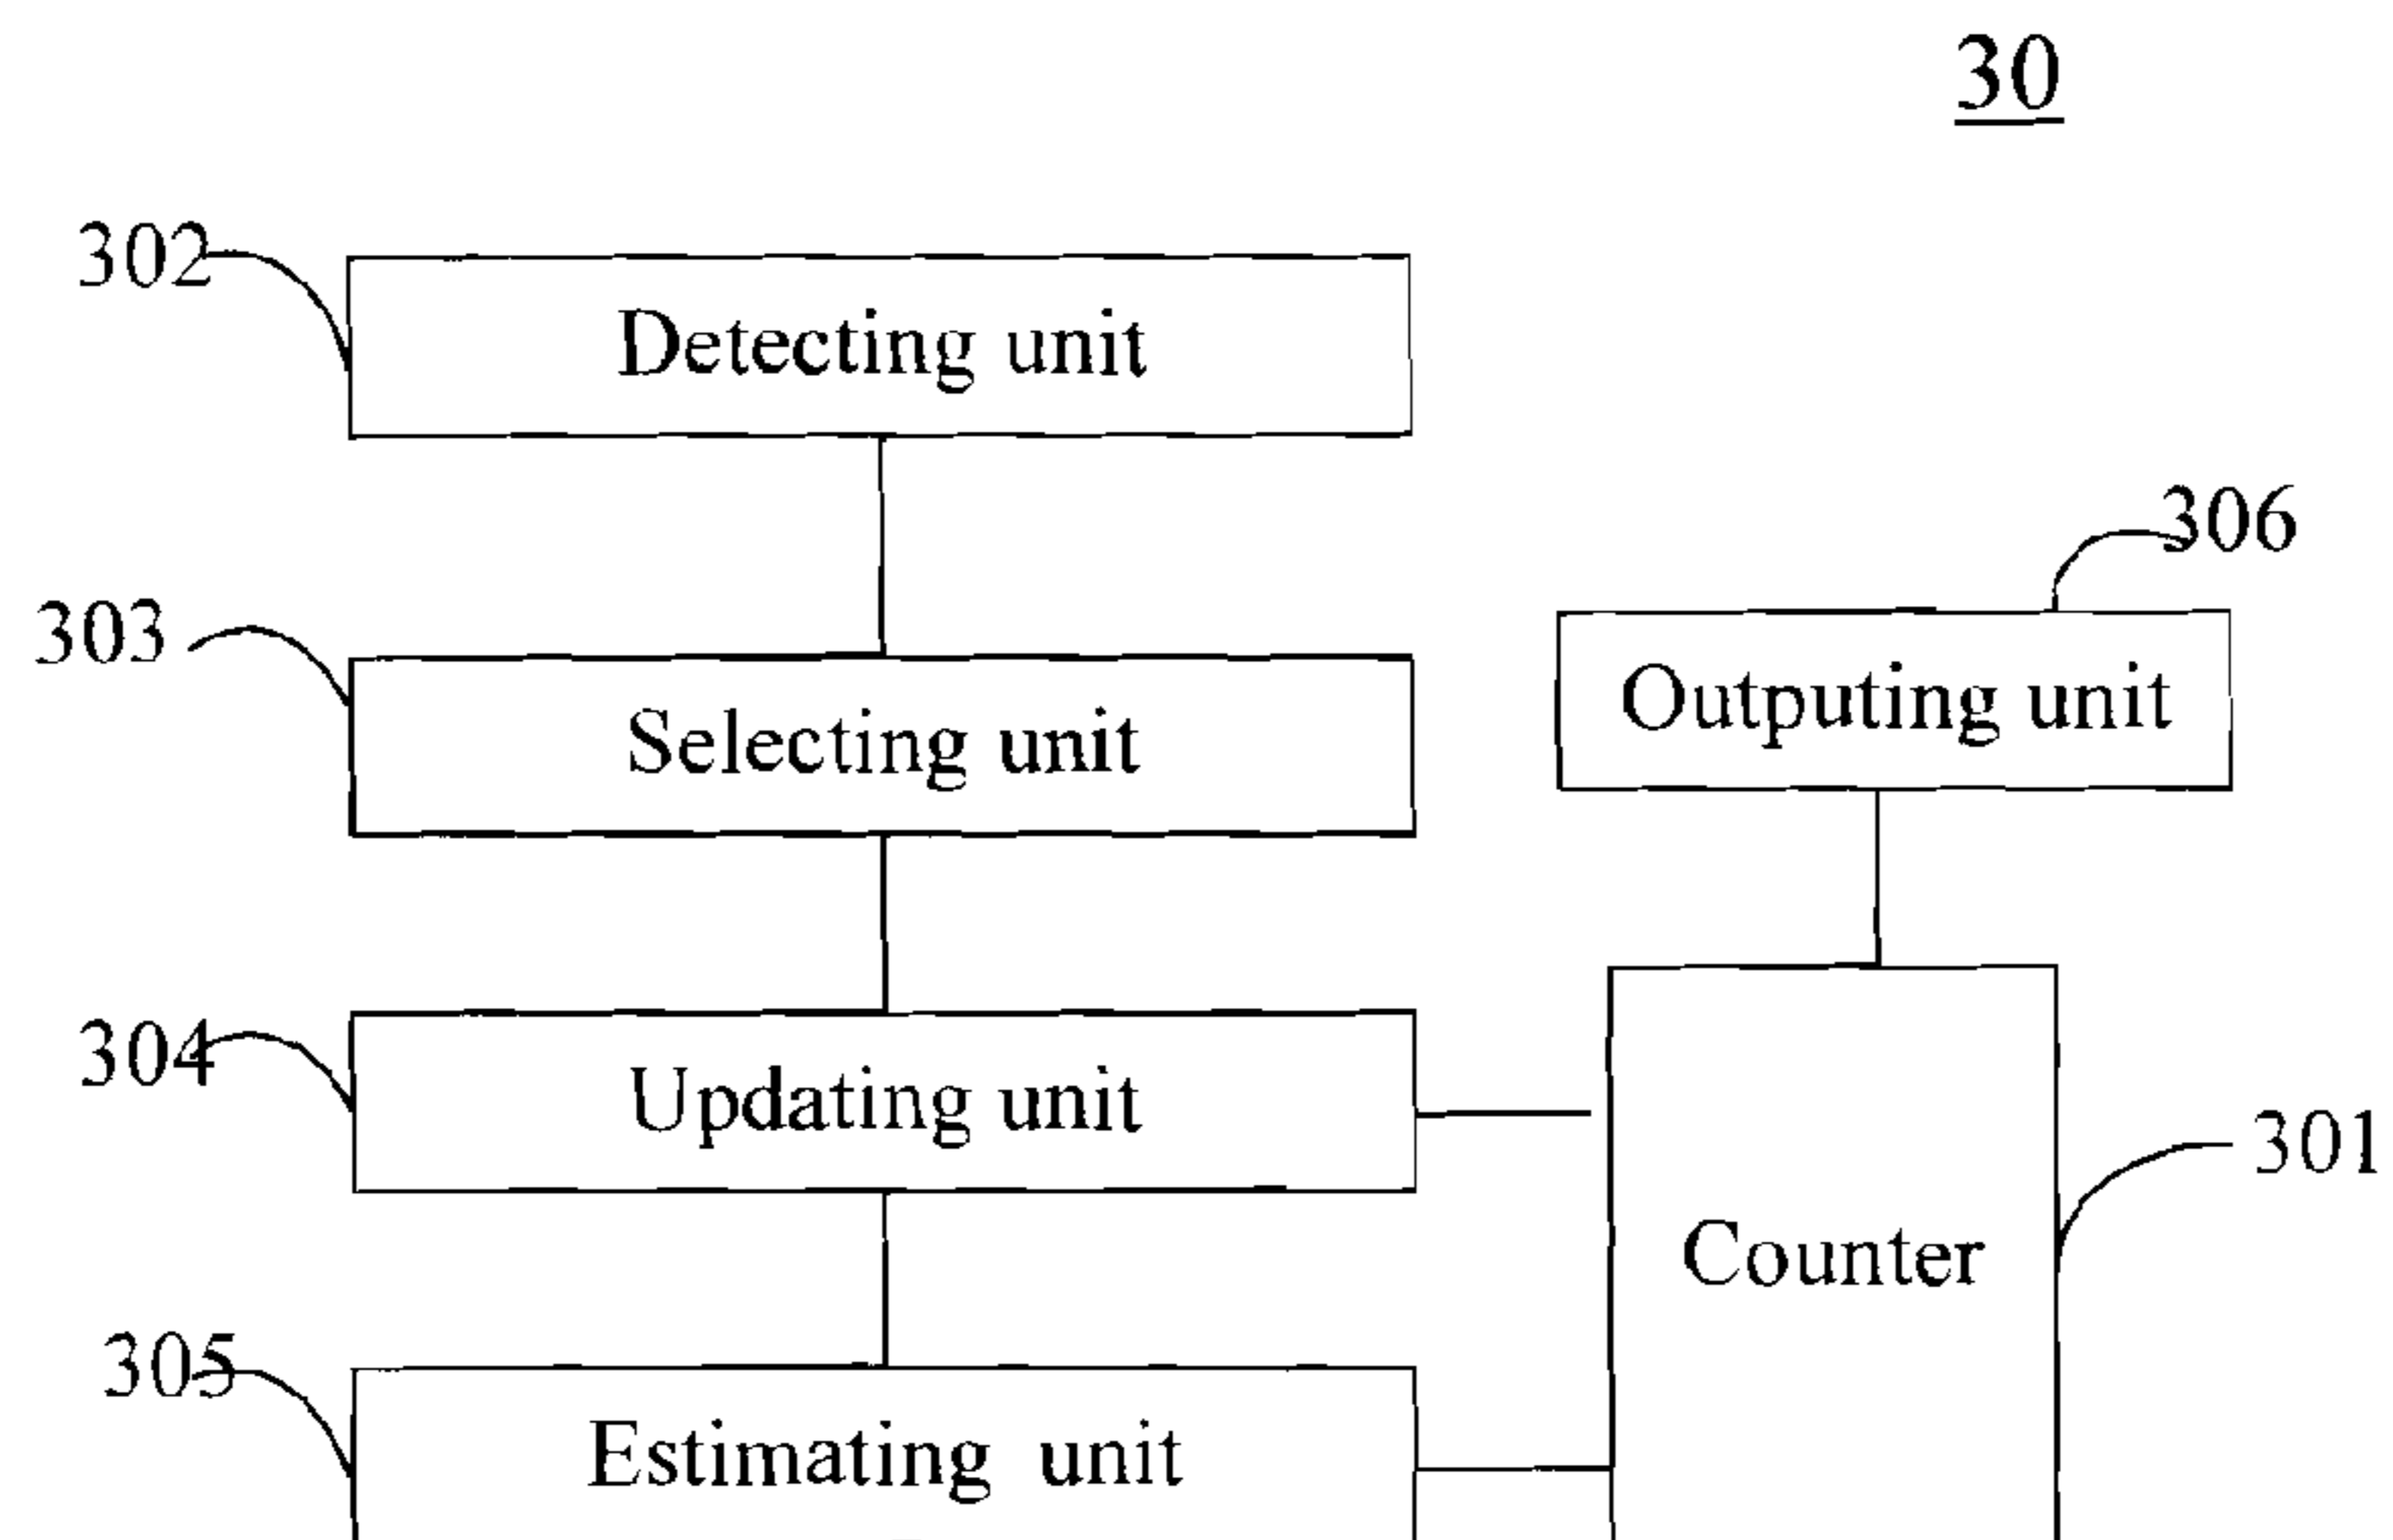 30
302
Detecting unit
306
303
Selecting unit
Outputing unit
304
Updating unit
301
Counter
305
Estimating unit